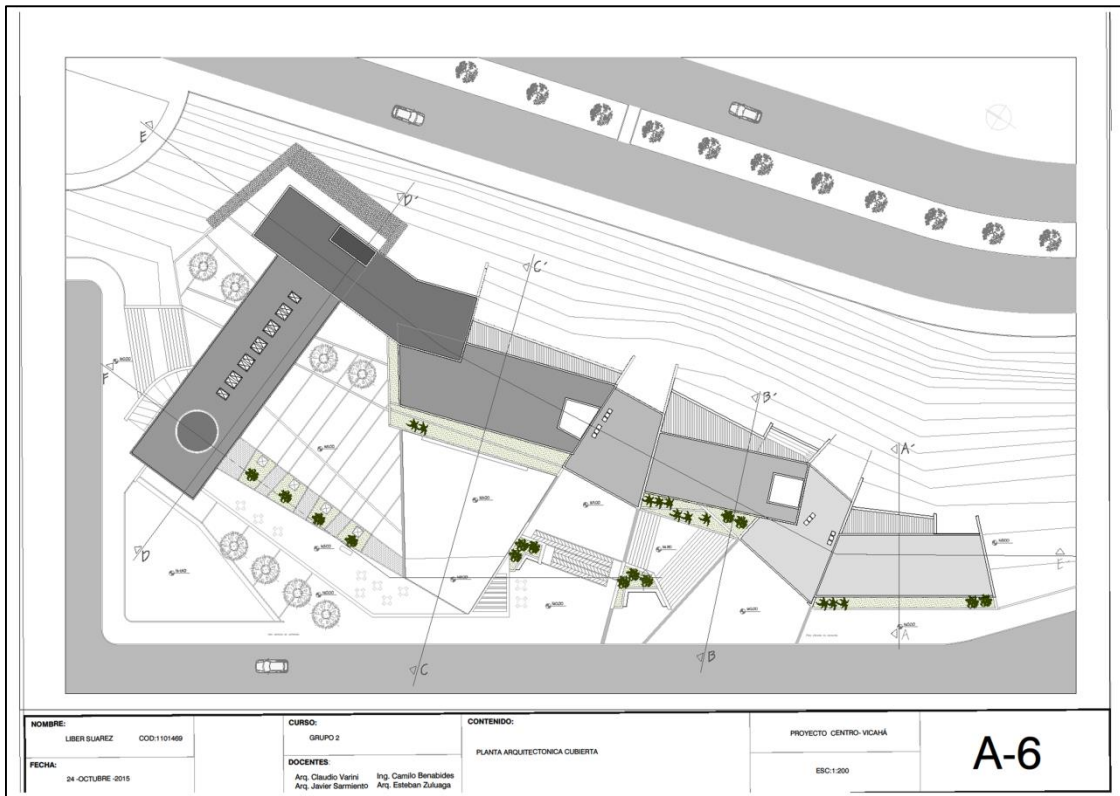 E
D'
C'
F
B'
A'
E'
D
C
B
A
NOMBRE:
LIBER SUAREZ COD:1101469
FECHA:
24 -OCTUBRE -2015
CURSO:
GRUPO 2
DOCENTES:
Arq. Claudio Varini Ing. Camilo Benabides
Arq. Javier Sarmiento Arq. Esteban Zuluaga
CONTENIDO:
PLANTA ARQUITECTONICA CUBIERTA
PROYECTO CENTRO- VICAHÁ
ESC:1:200
A-6